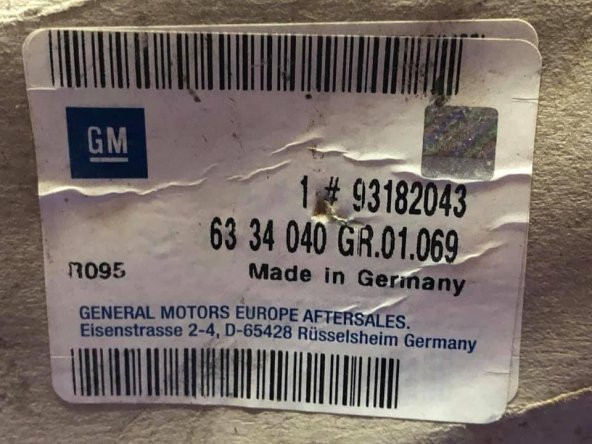 GM
1 # 93182043
63 34 040 GR.01.069
R095 Made in Germany
GENERAL MOTORS EUROPE AFTERSALES.
Eisenstrasse 2-4, D-65428 Rüsselsheim Germany